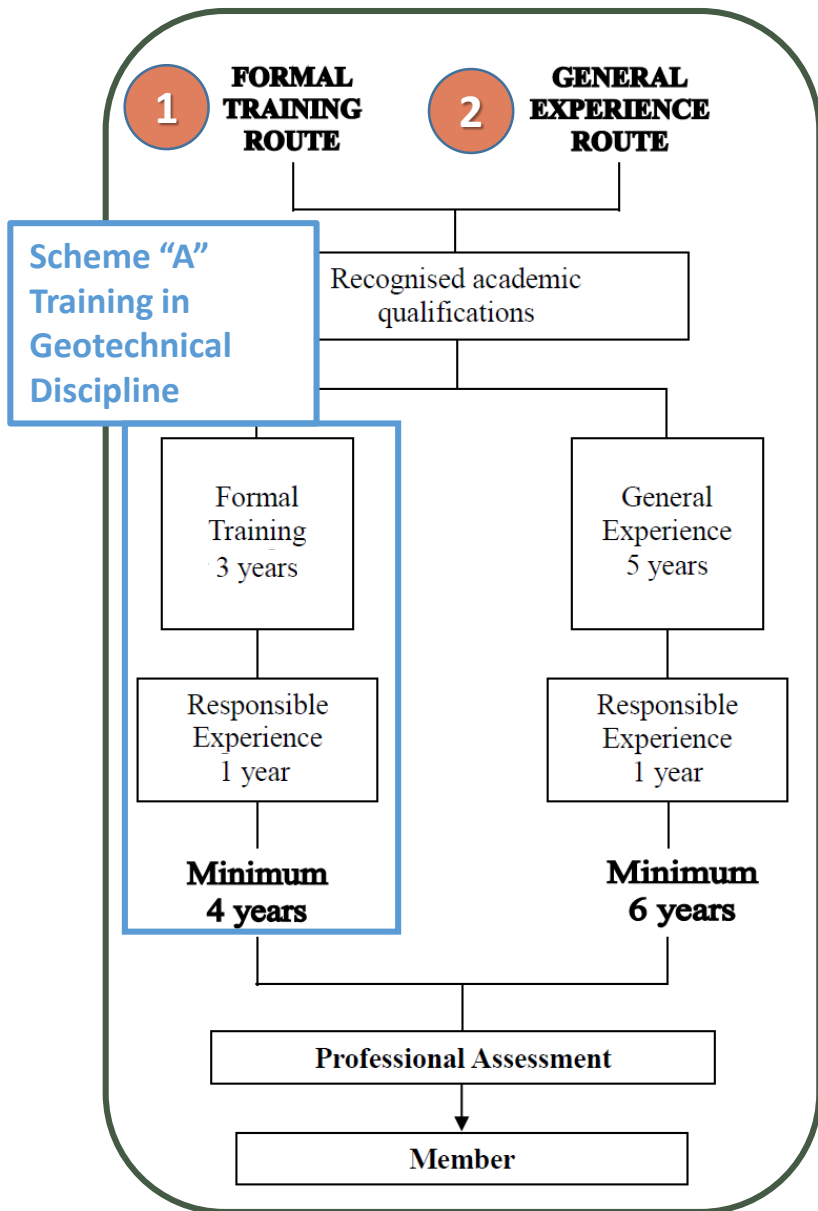 1
FORMAL
TRAINING
ROUTE
2
GENERAL
EXPERIENCE
ROUTE
Scheme “A”
Training in
Geotechnical
Discipline
Recognised academic
qualifications
Formal
Training
3 years
General
Experience
5 years
Responsible
Experience
1 year
Responsible
Experience
1 year
Minimum
4 years
Minimum
6 years
Professional Assessment
Member